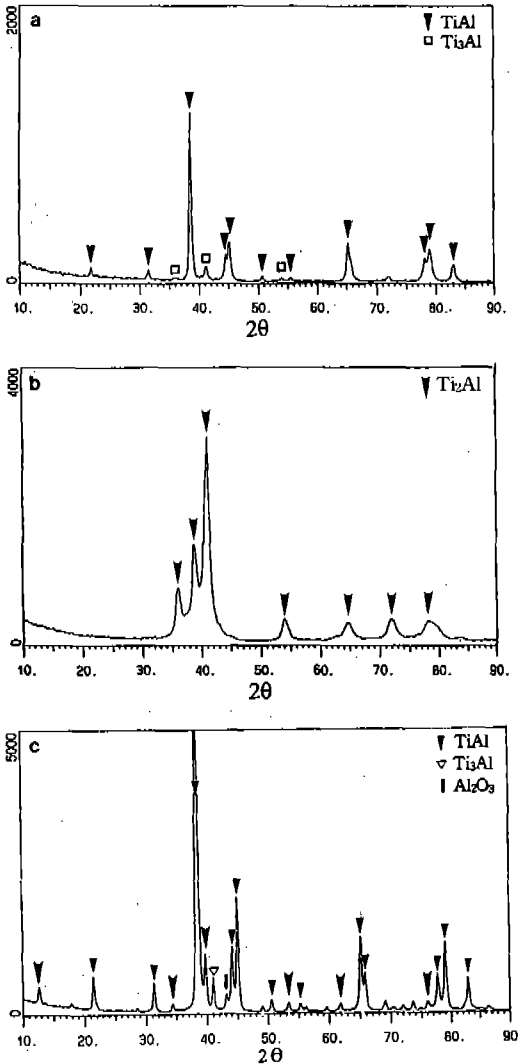 2000
a
TiAl
Ti₃Al
0
10. 20. 30. 40. 50. 60. 70. 80. 90.
2θ
4000
b
Ti₂Al
0
10. 20. 30. 40. 50. 60. 70. 80. 90
2θ
5000
c
TiAl
Ti₃Al
Al₂O₃
0
10. 20. 30. 40. 50. 60. 70. 80. 90.
2θ